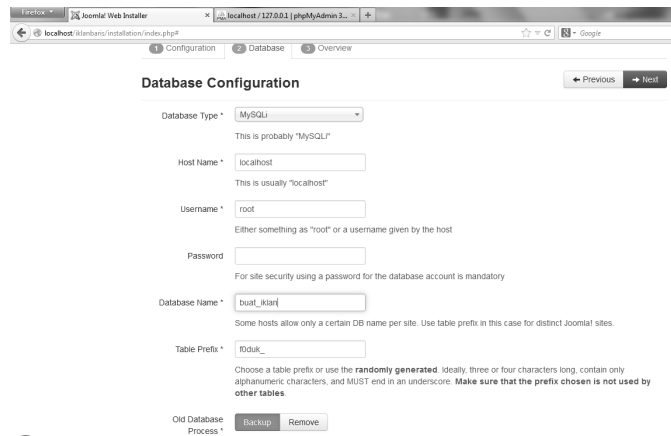 Firefox
Joomla! Web Installer
localhost / 127.0.0.1 | phpMyAdmin 3...
localhost/iklanbaris/installation/index.php#
Google
1 Configuration
2 Database
3 Overview
Database Configuration
Previous
Next
Database Type *
MySQLi
This is probably "MySQLi"
Host Name *
localhost
This is usually "localhost"
Username *
root
Either something as "root" or a username given by the host
Password
For site security using a password for the database account is mandatory
Database Name *
buat_iklan
Some hosts allow only a certain DB name per site. Use table prefix in this case for distinct Joomla! sites.
Table Prefix *
f0duk_
Choose a table prefix or use the randomly generated. Ideally, three or four characters long, contain only
alphanumeric characters, and MUST end in an underscore. Make sure that the prefix chosen is not used by
other tables.
Old Database
Process *
Backup
Remove